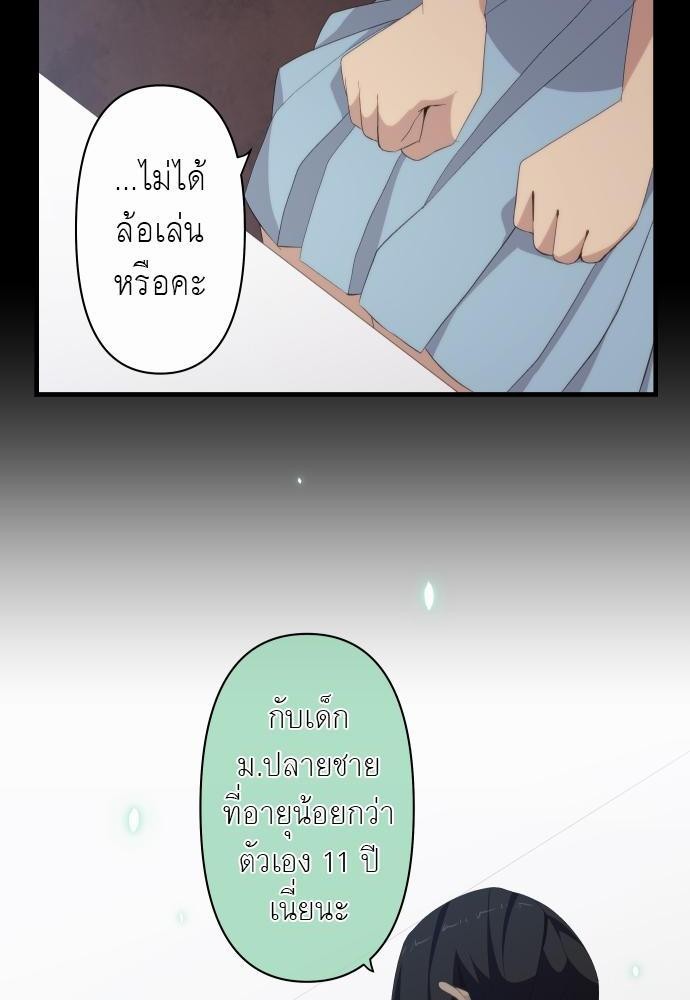 ...ไม่ได้
ล้อเล่น
หรือคะ
กับเด็ก
ม.ปลายชาย
ที่อายุน้อยกว่า
ตัวเอง 11 ปี
เนี่ยนะ